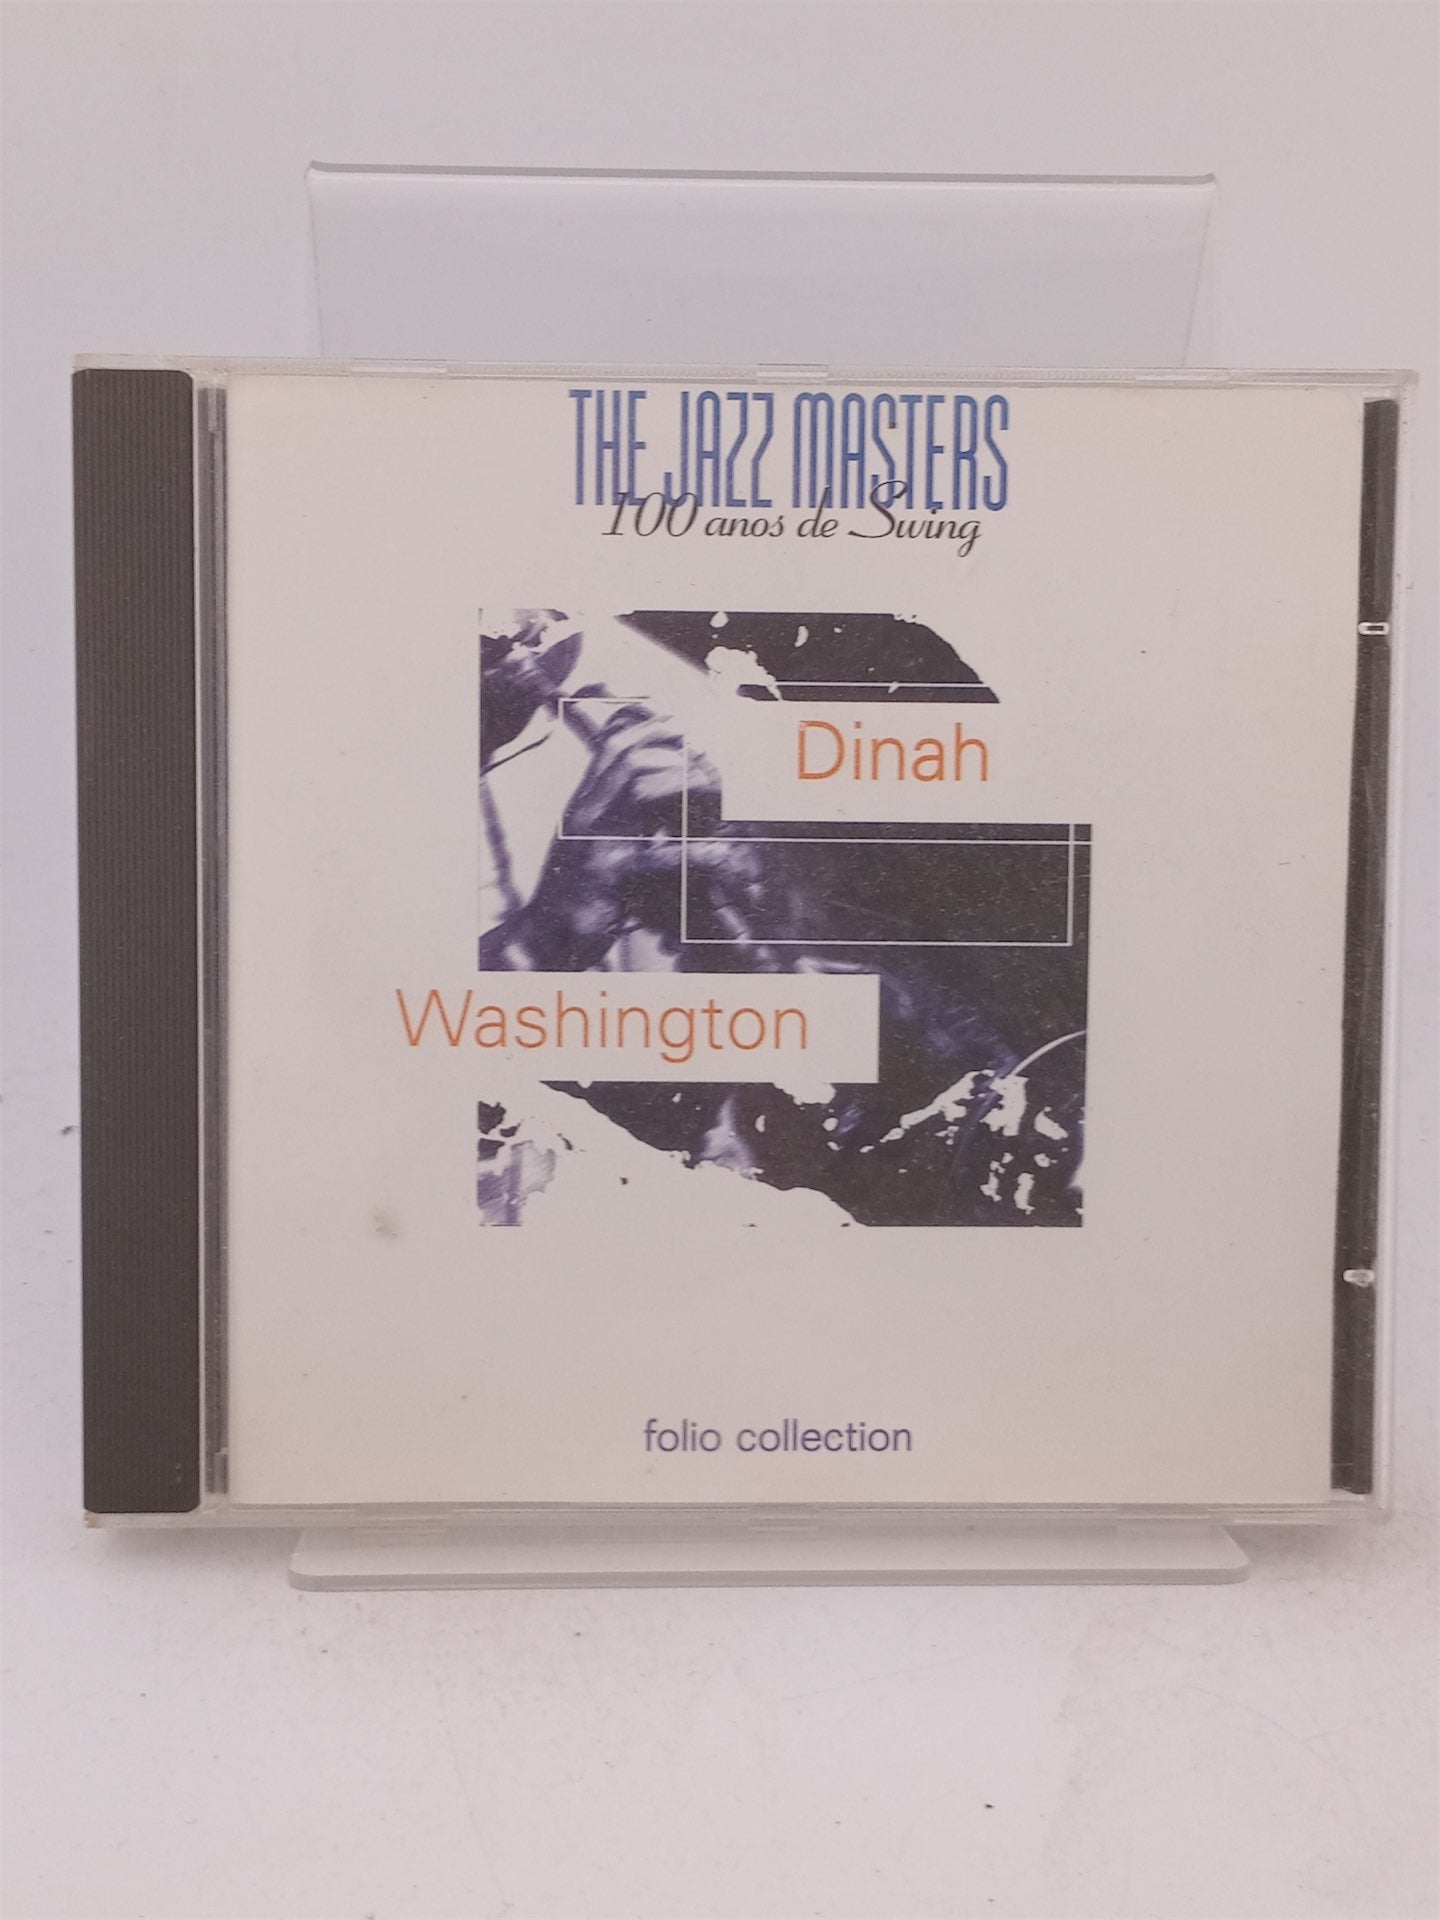 THE JAZZ MASTERS
100 anos de Swing
Dinah
Washington
folio collection